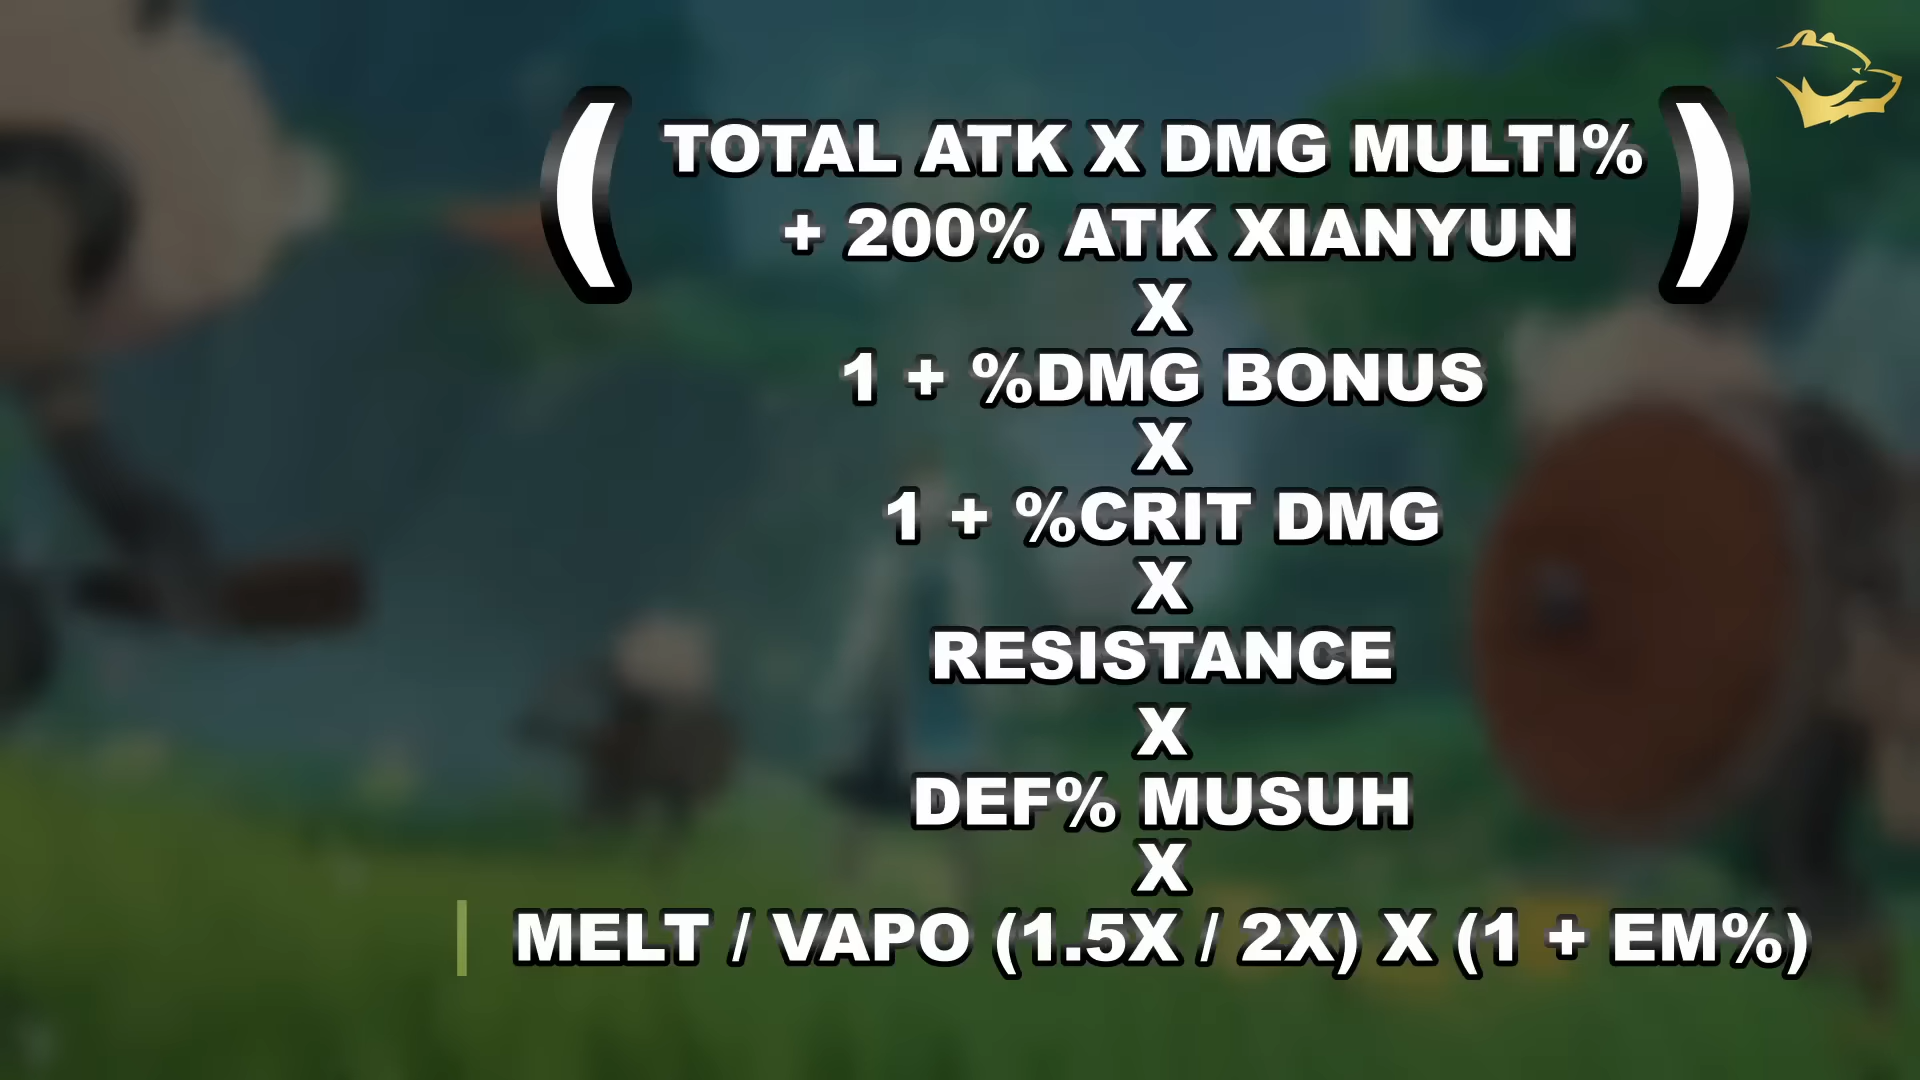 ( TOTAL ATK X DMG MULTI%
+ 200% ATK XIANYUN )
X
1 + %DMG BONUS
X
1 + %CRIT DMG
X
RESISTANCE
X
DEF% MUSUH
X
MELT / VAPO (1.5X / 2X) X (1 + EM%)